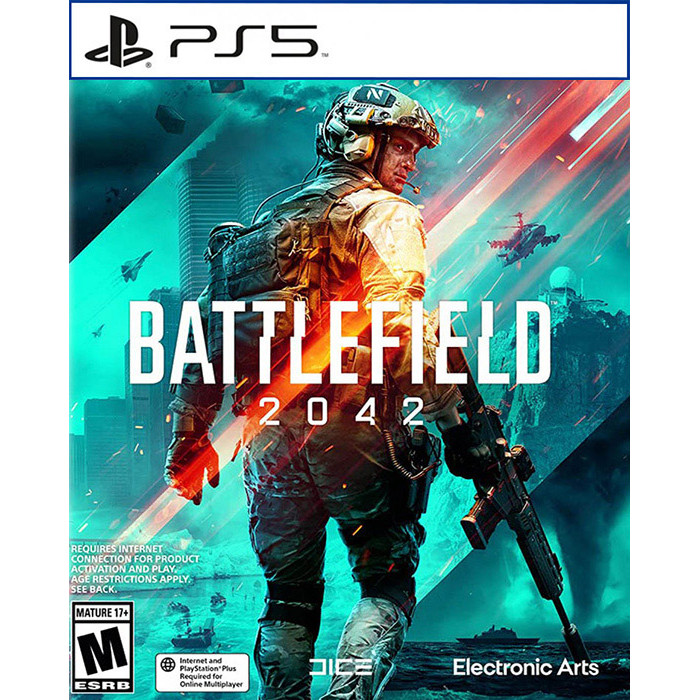 PS5
BATTLEFIELD
2042
REQUIRES INTERNET
CONNECTION FOR PRODUCT
ACTIVATION AND PLAY.
AGE RESTRICTIONS APPLY.
SEE BACK.
MATURE 17+
M
ESRB
Internet and
PlayStation®Plus
Required for
Online Multiplayer
DICE
Electronic Arts